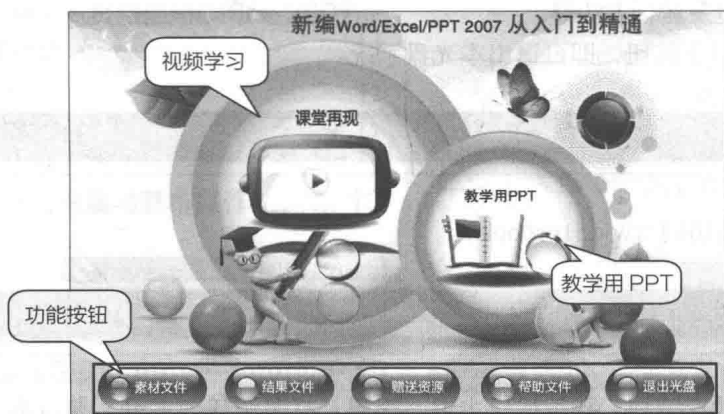 新编Word/Excel/PPT 2007 从入门到精通
视频学习
课堂再现
教学用PPT
教学用 PPT
功能按钮
素材文件
结果文件
赠送资源
帮助文件
退出光盘